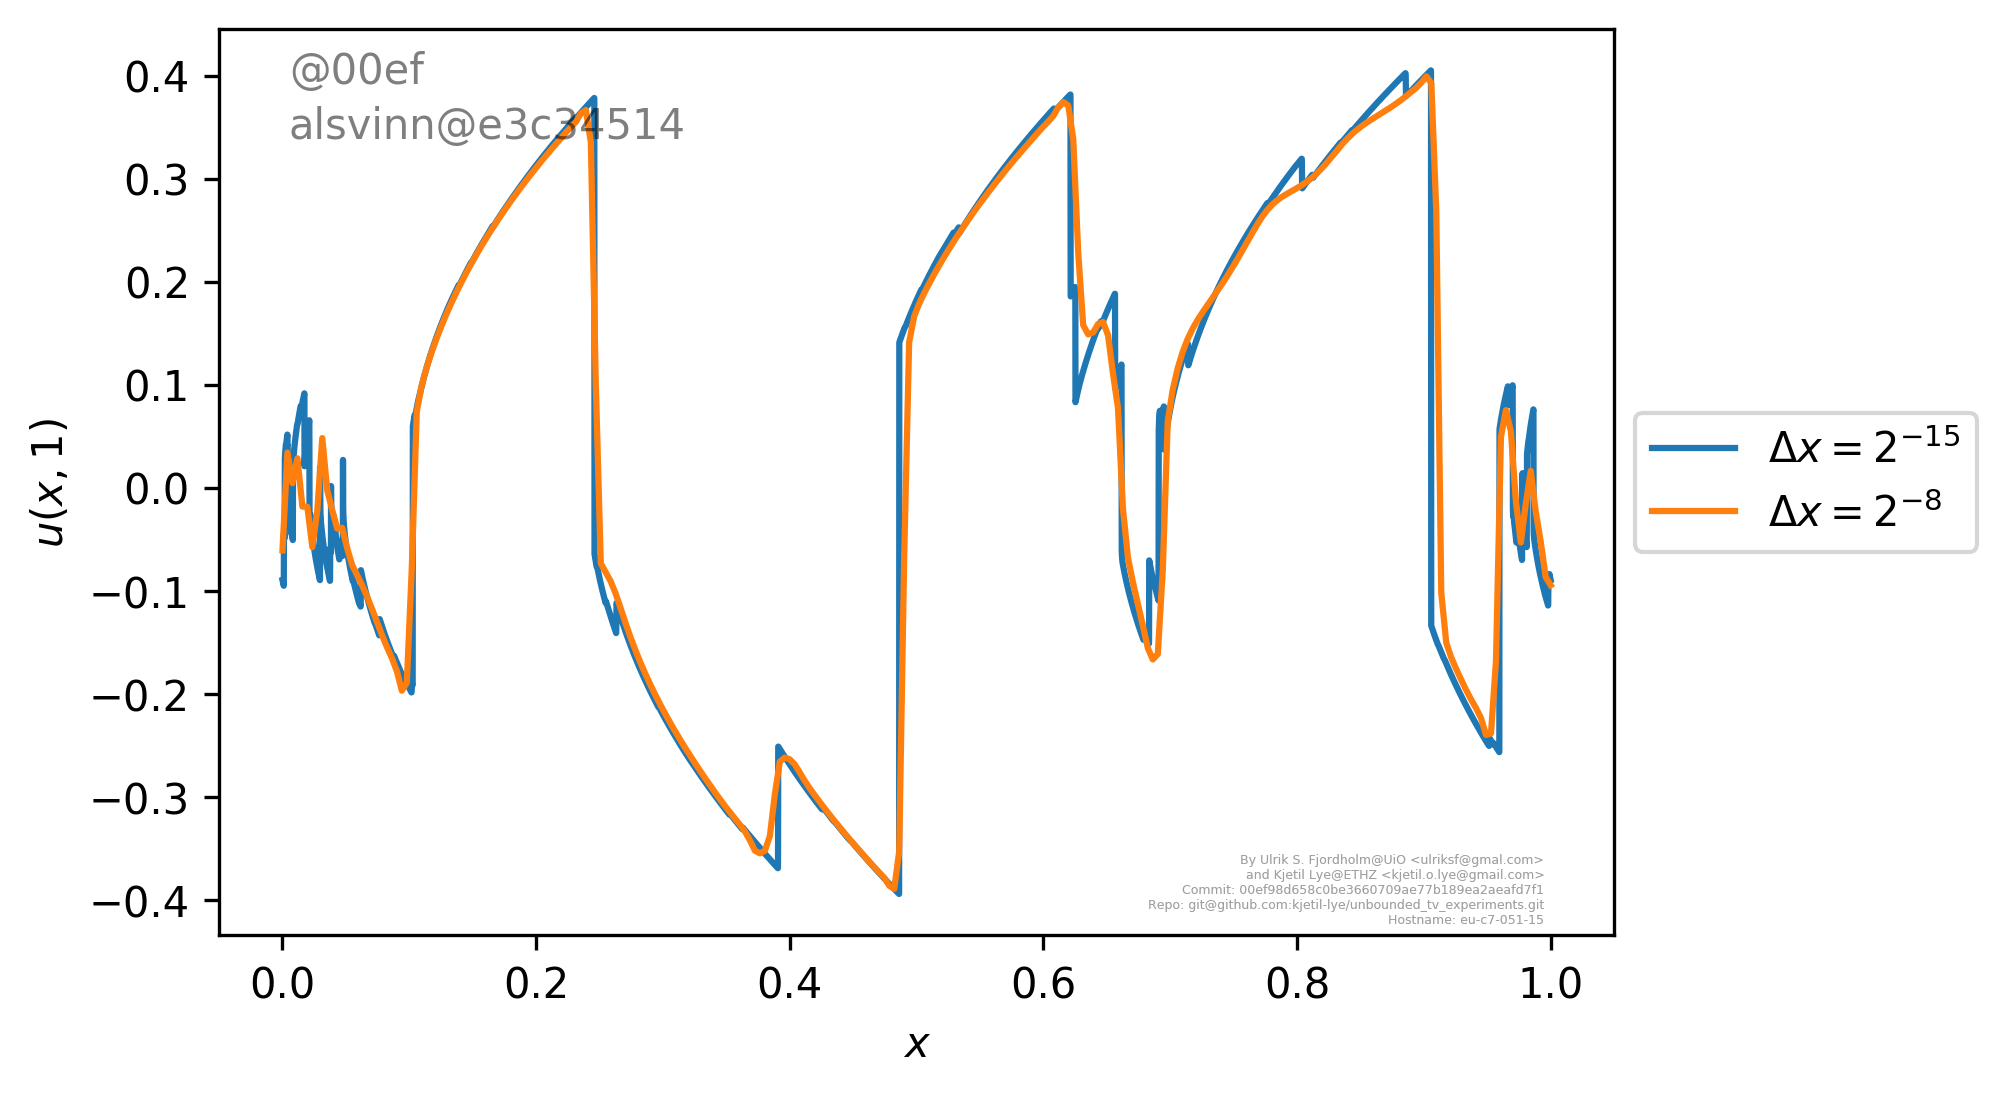 @00ef
alsvinn@e3c34514
0.4
0.3
0.2
0.1
0.0
−0.1
−0.2
−0.3
−0.4
u(x, 1)
0.0 0.2 0.4 0.6 0.8 1.0
x
Δx = 2⁻¹⁵
Δx = 2⁻⁸
By Ulrik S. Fjordholm@UiO <ulriksf@gmal.com>
and Kjetil Lye@ETHZ <kjetil.o.lye@gmail.com>
Commit: 00ef98d658c0be3660709ae77b189ea2aeafd7f1
Repo: git@github.com:kjetil-lye/unbounded_tv_experiments.git
Hostname: eu-c7-051-15